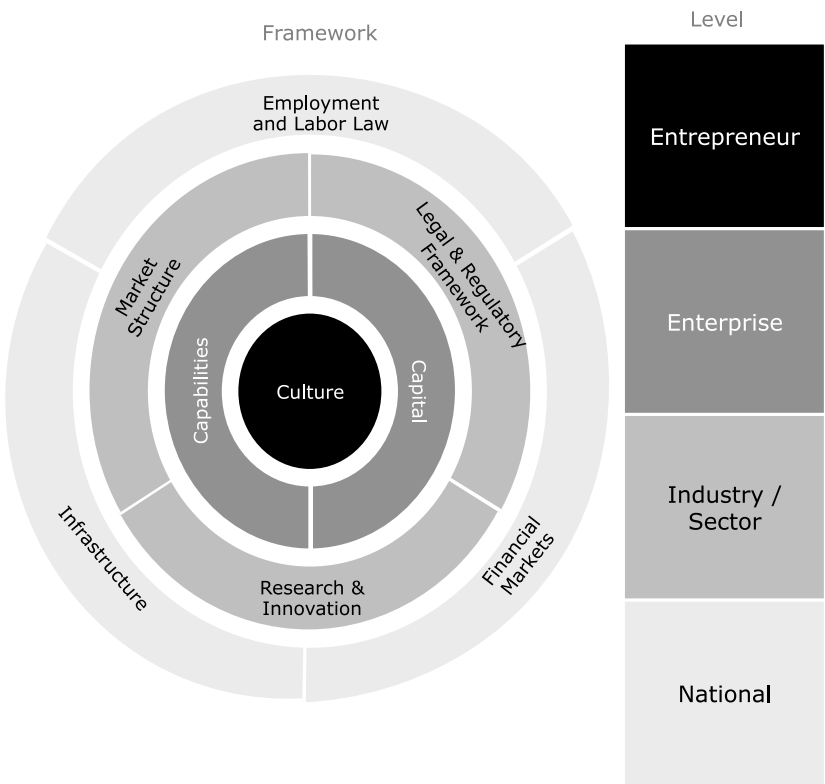 Framework
Level
Employment
and Labor Law
Entrepreneur
Legal & Regulatory
Framework
Market
Structure
Enterprise
Capabilities
Culture
Capital
Industry /
Sector
Infrastructure
Financial
Markets
Research &
Innovation
National